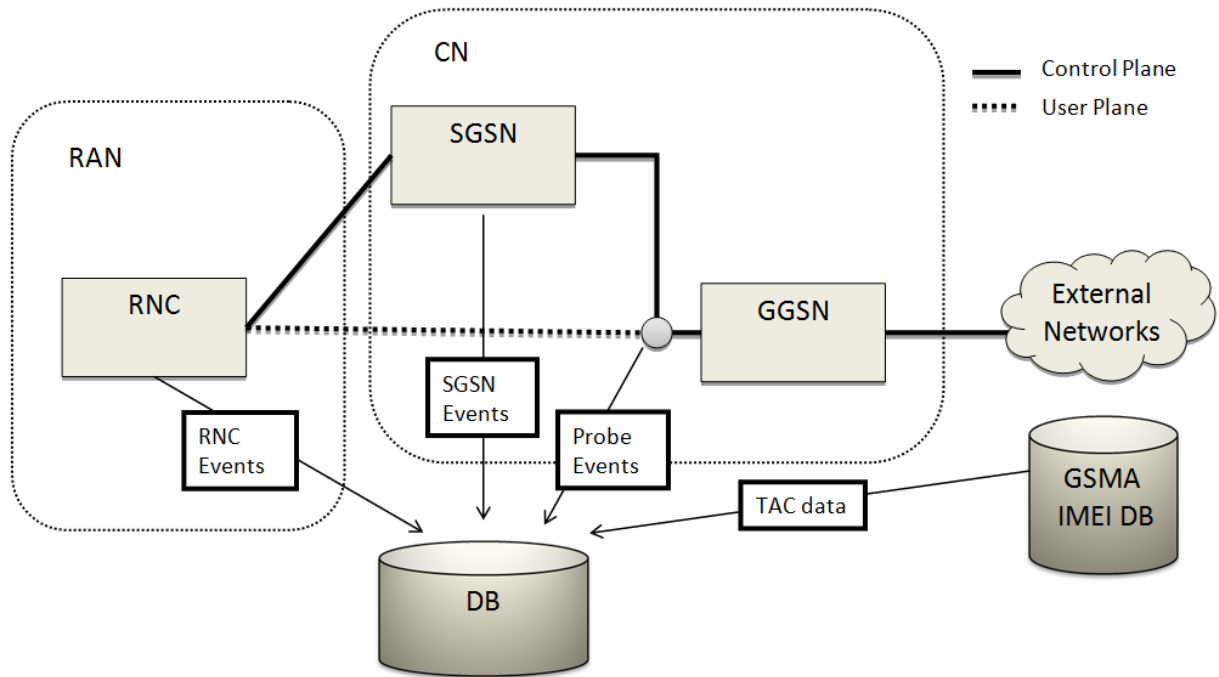 CN
Control Plane
User Plane
SGSN
RAN
RNC
GGSN
External
Networks
SGSN
Events
RNC
Events
Probe
Events
TAC data
GSMA
IMEI DB
DB